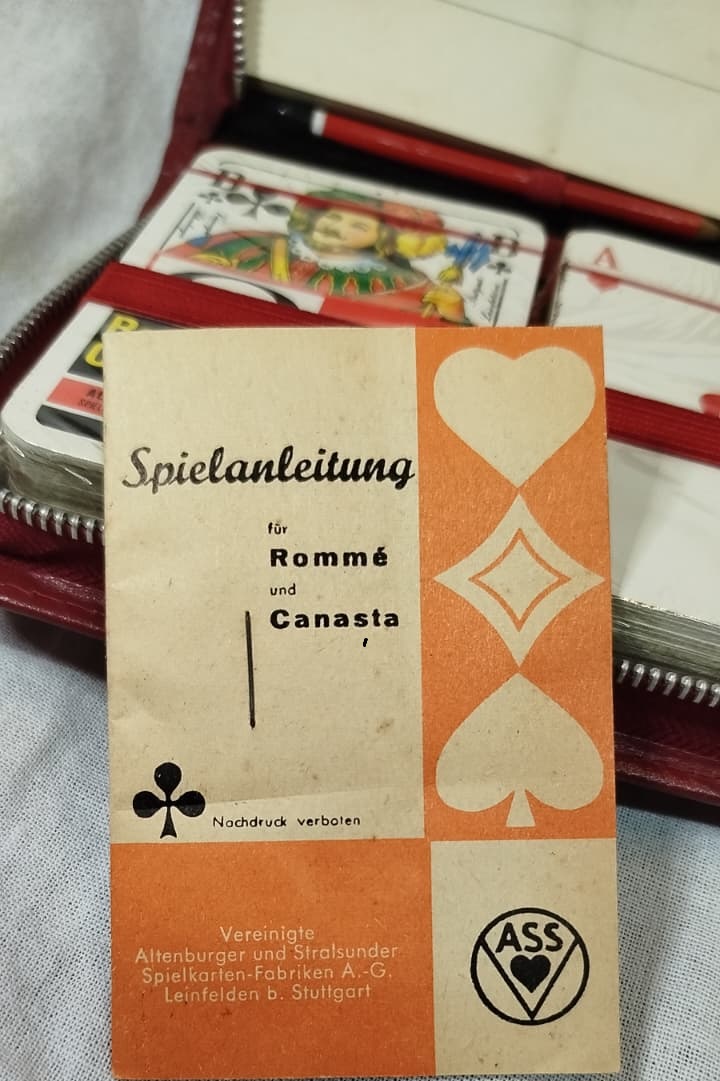 A
Spielanleitung
für
Rommé
und
Canasta
Nachdruck verboten
Vereinigte
Altenburger und Stralsunder
Spielkarten-Fabriken A.-G.
Leinfelden b. Stuttgart
ASS